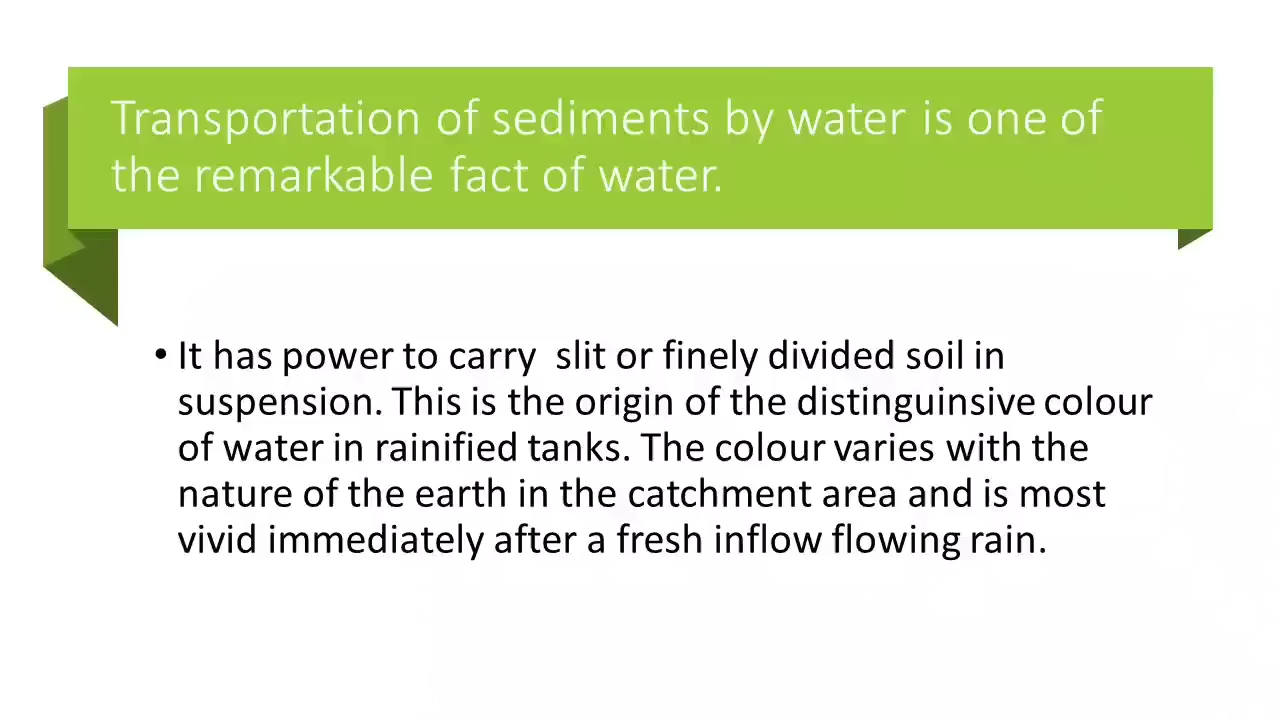 Transportation of sediments by water is one of
the remarkable fact of water.
• It has power to carry  slit or finely divided soil in
suspension. This is the origin of the distinguinsive colour
of water in rainified tanks. The colour varies with the
nature of the earth in the catchment area and is most
vivid immediately after a fresh inflow flowing rain.